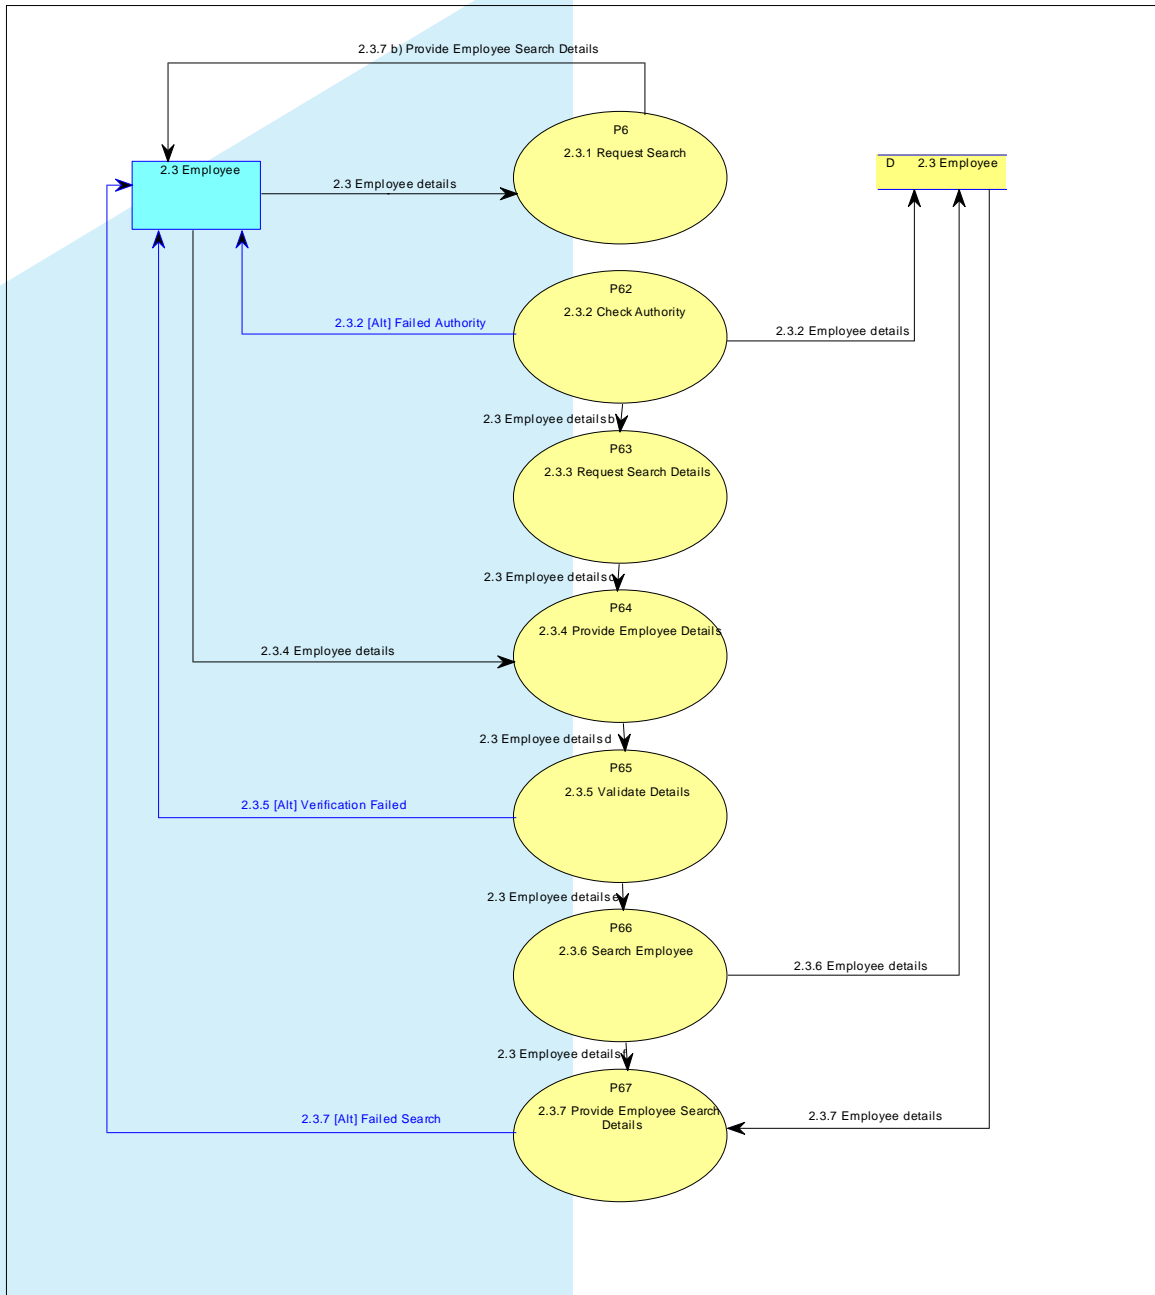 2.3.7 b) Provide Employee Search Details
P6
2.3.1 Request Search
2.3 Employee
D 2.3 Employee
2.3 Employee details
P62
2.3.2 Check Authority
2.3.2 [Alt] Failed Authority
2.3.2 Employee details
2.3 Employee details b
P63
2.3.3 Request Search Details
2.3 Employee details c
P64
2.3.4 Provide Employee Details
2.3.4 Employee details
2.3 Employee details d
P65
2.3.5 Validate Details
2.3.5 [Alt] Verification Failed
2.3 Employee details e
P66
2.3.6 Search Employee
2.3.6 Employee details
2.3 Employee details f
P67
2.3.7 Provide Employee Search
Details
2.3.7 [Alt] Failed Search
2.3.7 Employee details